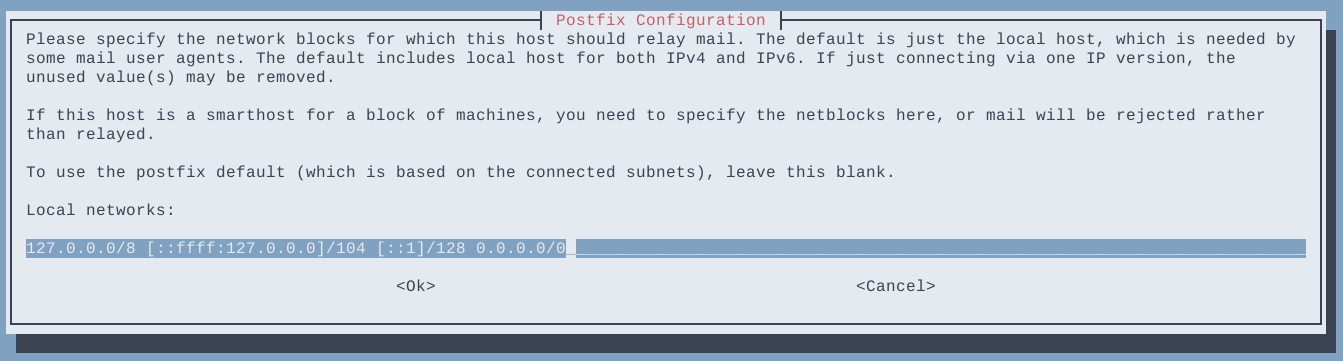 Postfix Configuration
Please specify the network blocks for which this host should relay mail. The default is just the local host, which is needed by
some mail user agents. The default includes local host for both IPv4 and IPv6. If just connecting via one IP version, the
unused value(s) may be removed.
If this host is a smarthost for a block of machines, you need to specify the netblocks here, or mail will be rejected rather
than relayed.
To use the postfix default (which is based on the connected subnets), leave this blank.
Local networks:
127.0.0.0/8 [::ffff:127.0.0.0]/104 [::1]/128 0.0.0.0/0
<Ok> <Cancel>